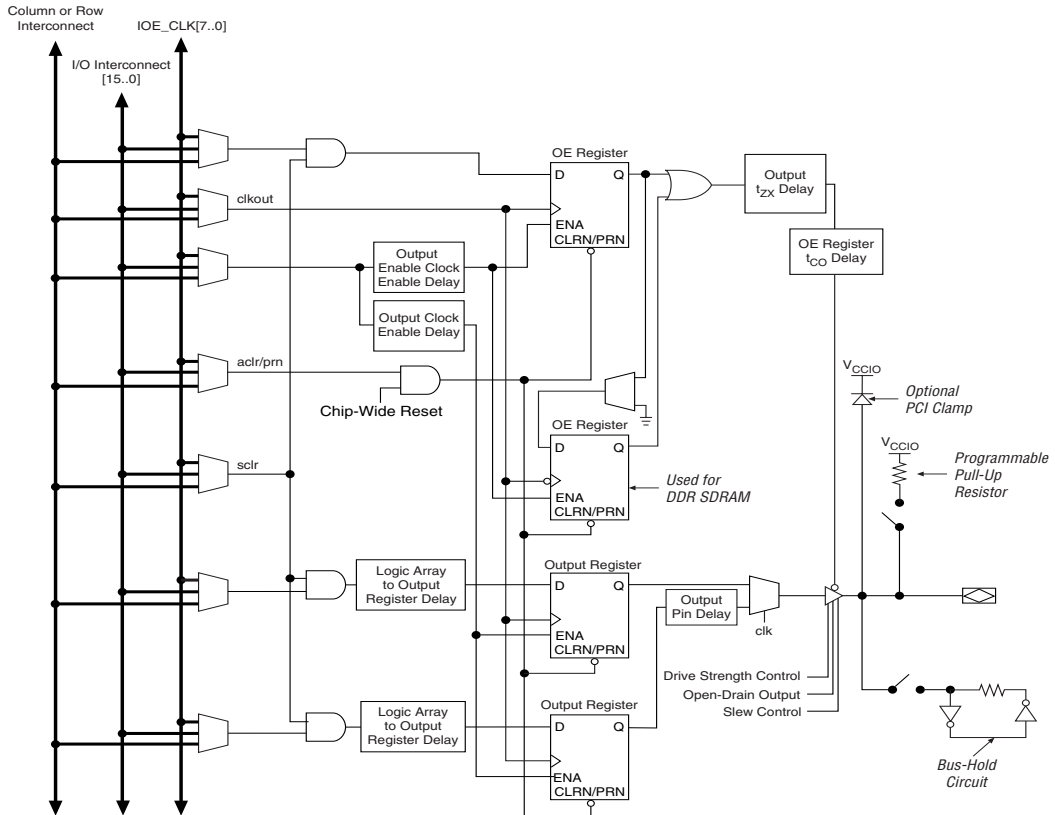 Column or Row
Interconnect
IOE_CLK[7..0]
I/O Interconnect
[15..0]
OE Register
D
Q
ENA
CLRN/PRN
Output
tZX Delay
OE Register
tCO Delay
clkout
Output
Enable Clock
Enable Delay
Output Clock
Enable Delay
aclr/prn
Chip-Wide Reset
VCCIO
Optional
PCI Clamp
OE Register
D
Q
ENA
CLRN/PRN
Used for
DDR SDRAM
VCCIO
Programmable
Pull-Up
Resistor
sclr
Logic Array
to Output
Register Delay
Output Register
D
Q
ENA
CLRN/PRN
Output
Pin Delay
clk
Drive Strength Control
Open-Drain Output
Slew Control
Logic Array
to Output
Register Delay
Output Register
D
Q
ENA
CLRN/PRN
Bus-Hold
Circuit